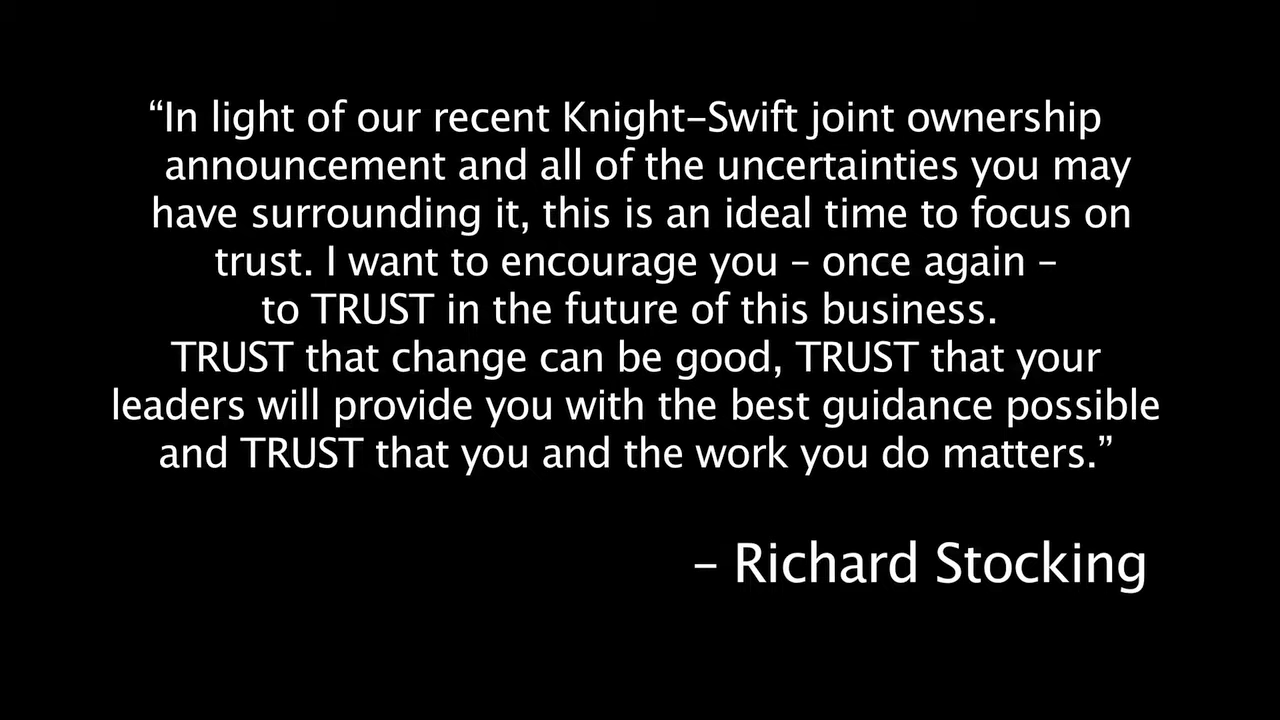 “In light of our recent Knight–Swift joint ownership
announcement and all of the uncertainties you may
have surrounding it, this is an ideal time to focus on
trust. I want to encourage you – once again –
to TRUST in the future of this business.
TRUST that change can be good, TRUST that your
leaders will provide you with the best guidance possible
and TRUST that you and the work you do matters.”
– Richard Stocking